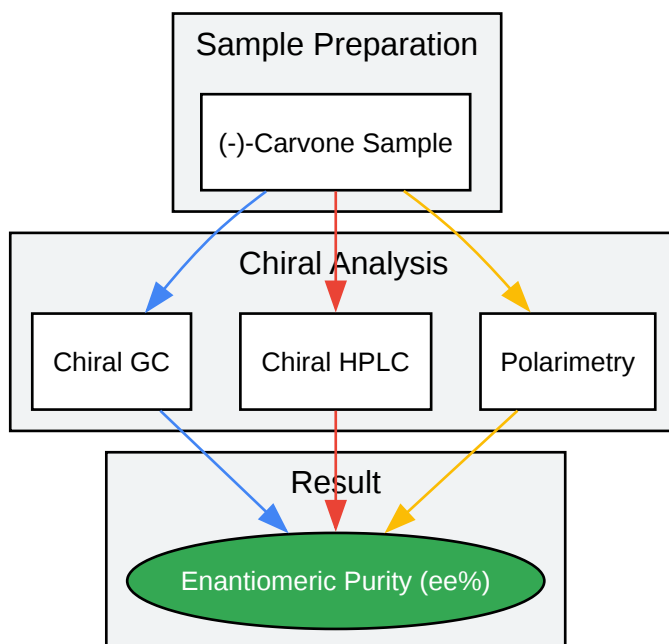 Sample Preparation
(-)-Carvone Sample
Chiral Analysis
Chiral GC
Chiral HPLC
Polarimetry
Result
Enantiomeric Purity (ee%)